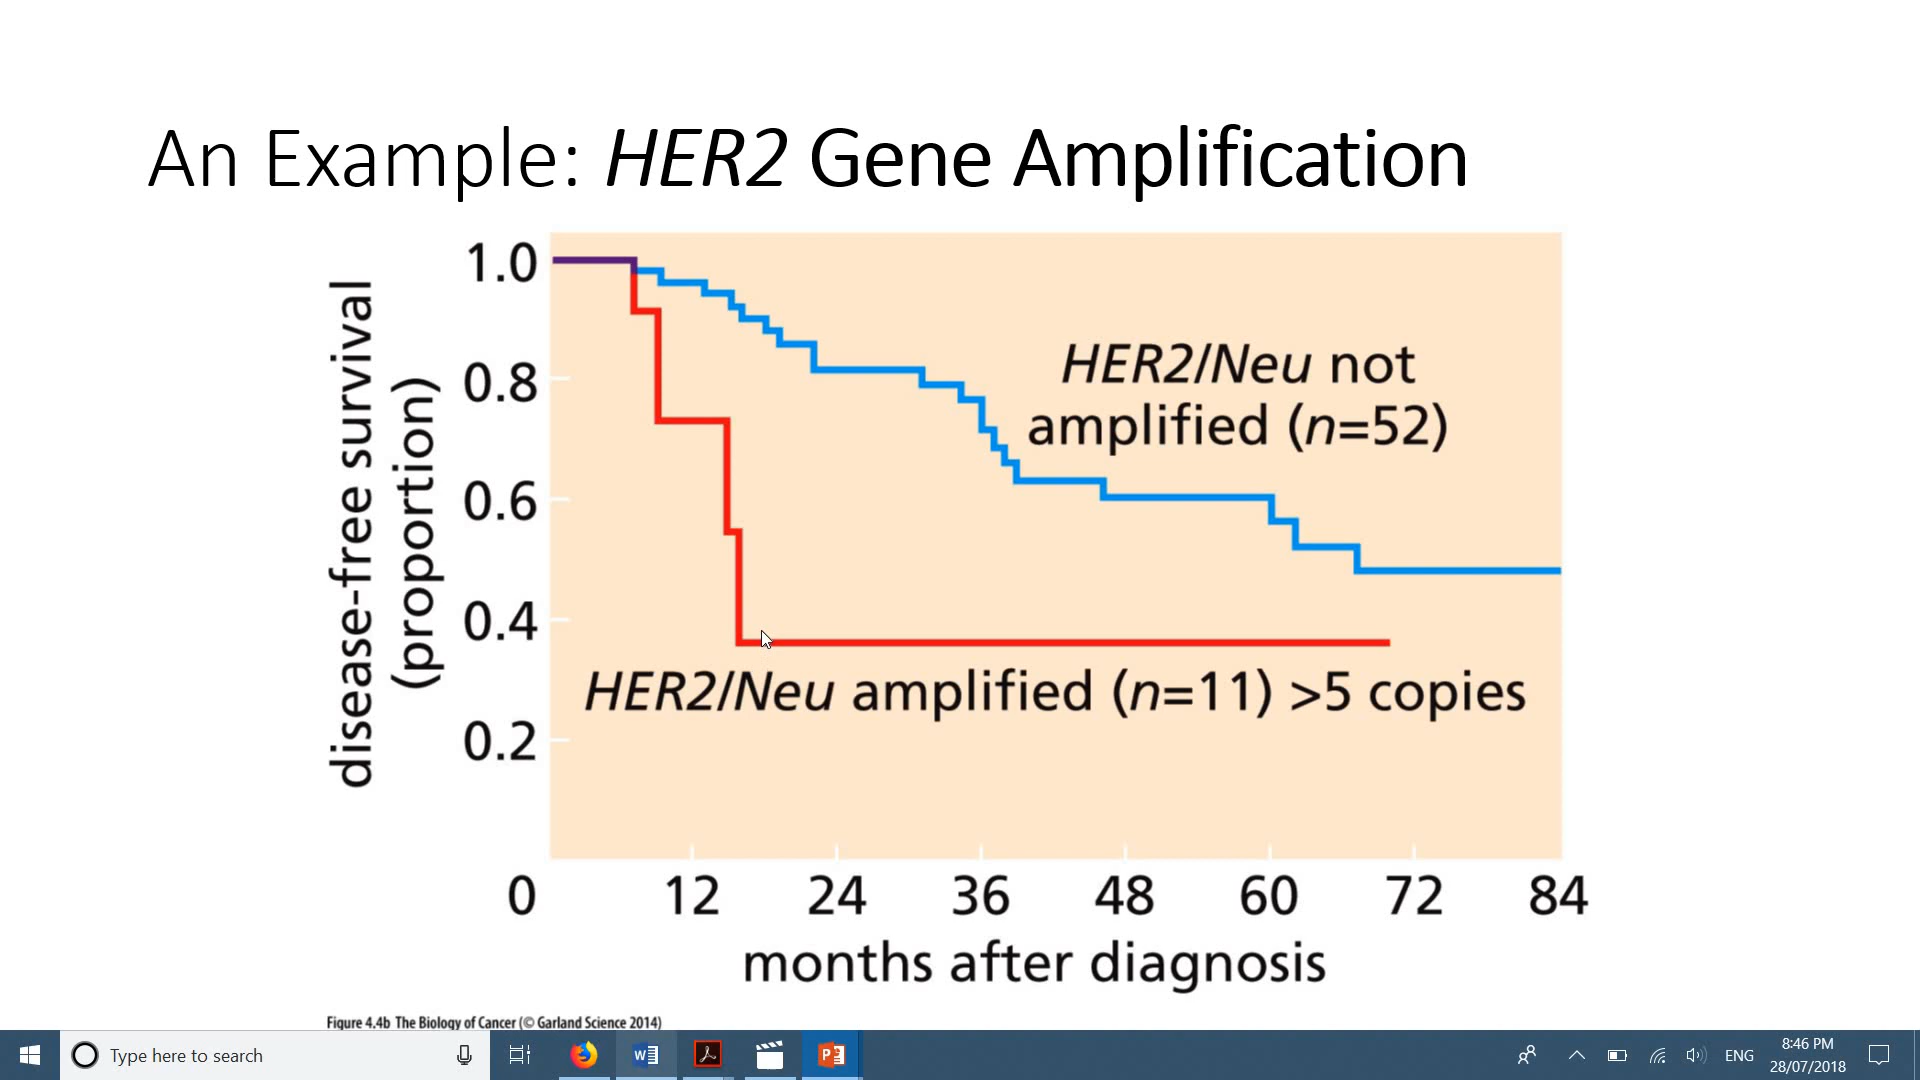 An Example: HER2 Gene Amplification
disease-free survival
(proportion)
1.0
0.8
0.6
0.4
0.2
HER2/Neu not
amplified (n=52)
HER2/Neu amplified (n=11) >5 copies
0 12 24 36 48 60 72 84
months after diagnosis
Figure 4.4b The Biology of Cancer (© Garland Science 2014)
Type here to search
ENG
8:46 PM
28/07/2018